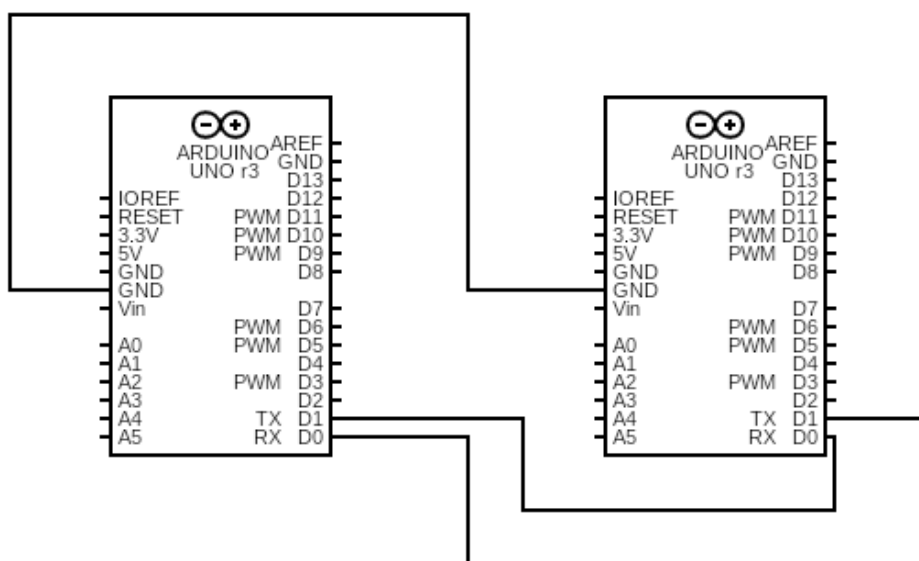 ARDUINO
UNO r3
AREF
GND
D13
IOREF D12
RESET PWM D11
3.3V PWM D10
5V PWM D9
GND D8
GND
Vin D7
PWM D6
A0 PWM D5
A1 D4
A2 PWM D3
A3 D2
A4 TX D1
A5 RX D0
ARDUINO
UNO r3
AREF
GND
D13
IOREF D12
RESET PWM D11
3.3V PWM D10
5V PWM D9
GND D8
GND
Vin D7
PWM D6
A0 PWM D5
A1 D4
A2 PWM D3
A3 D2
A4 TX D1
A5 RX D0